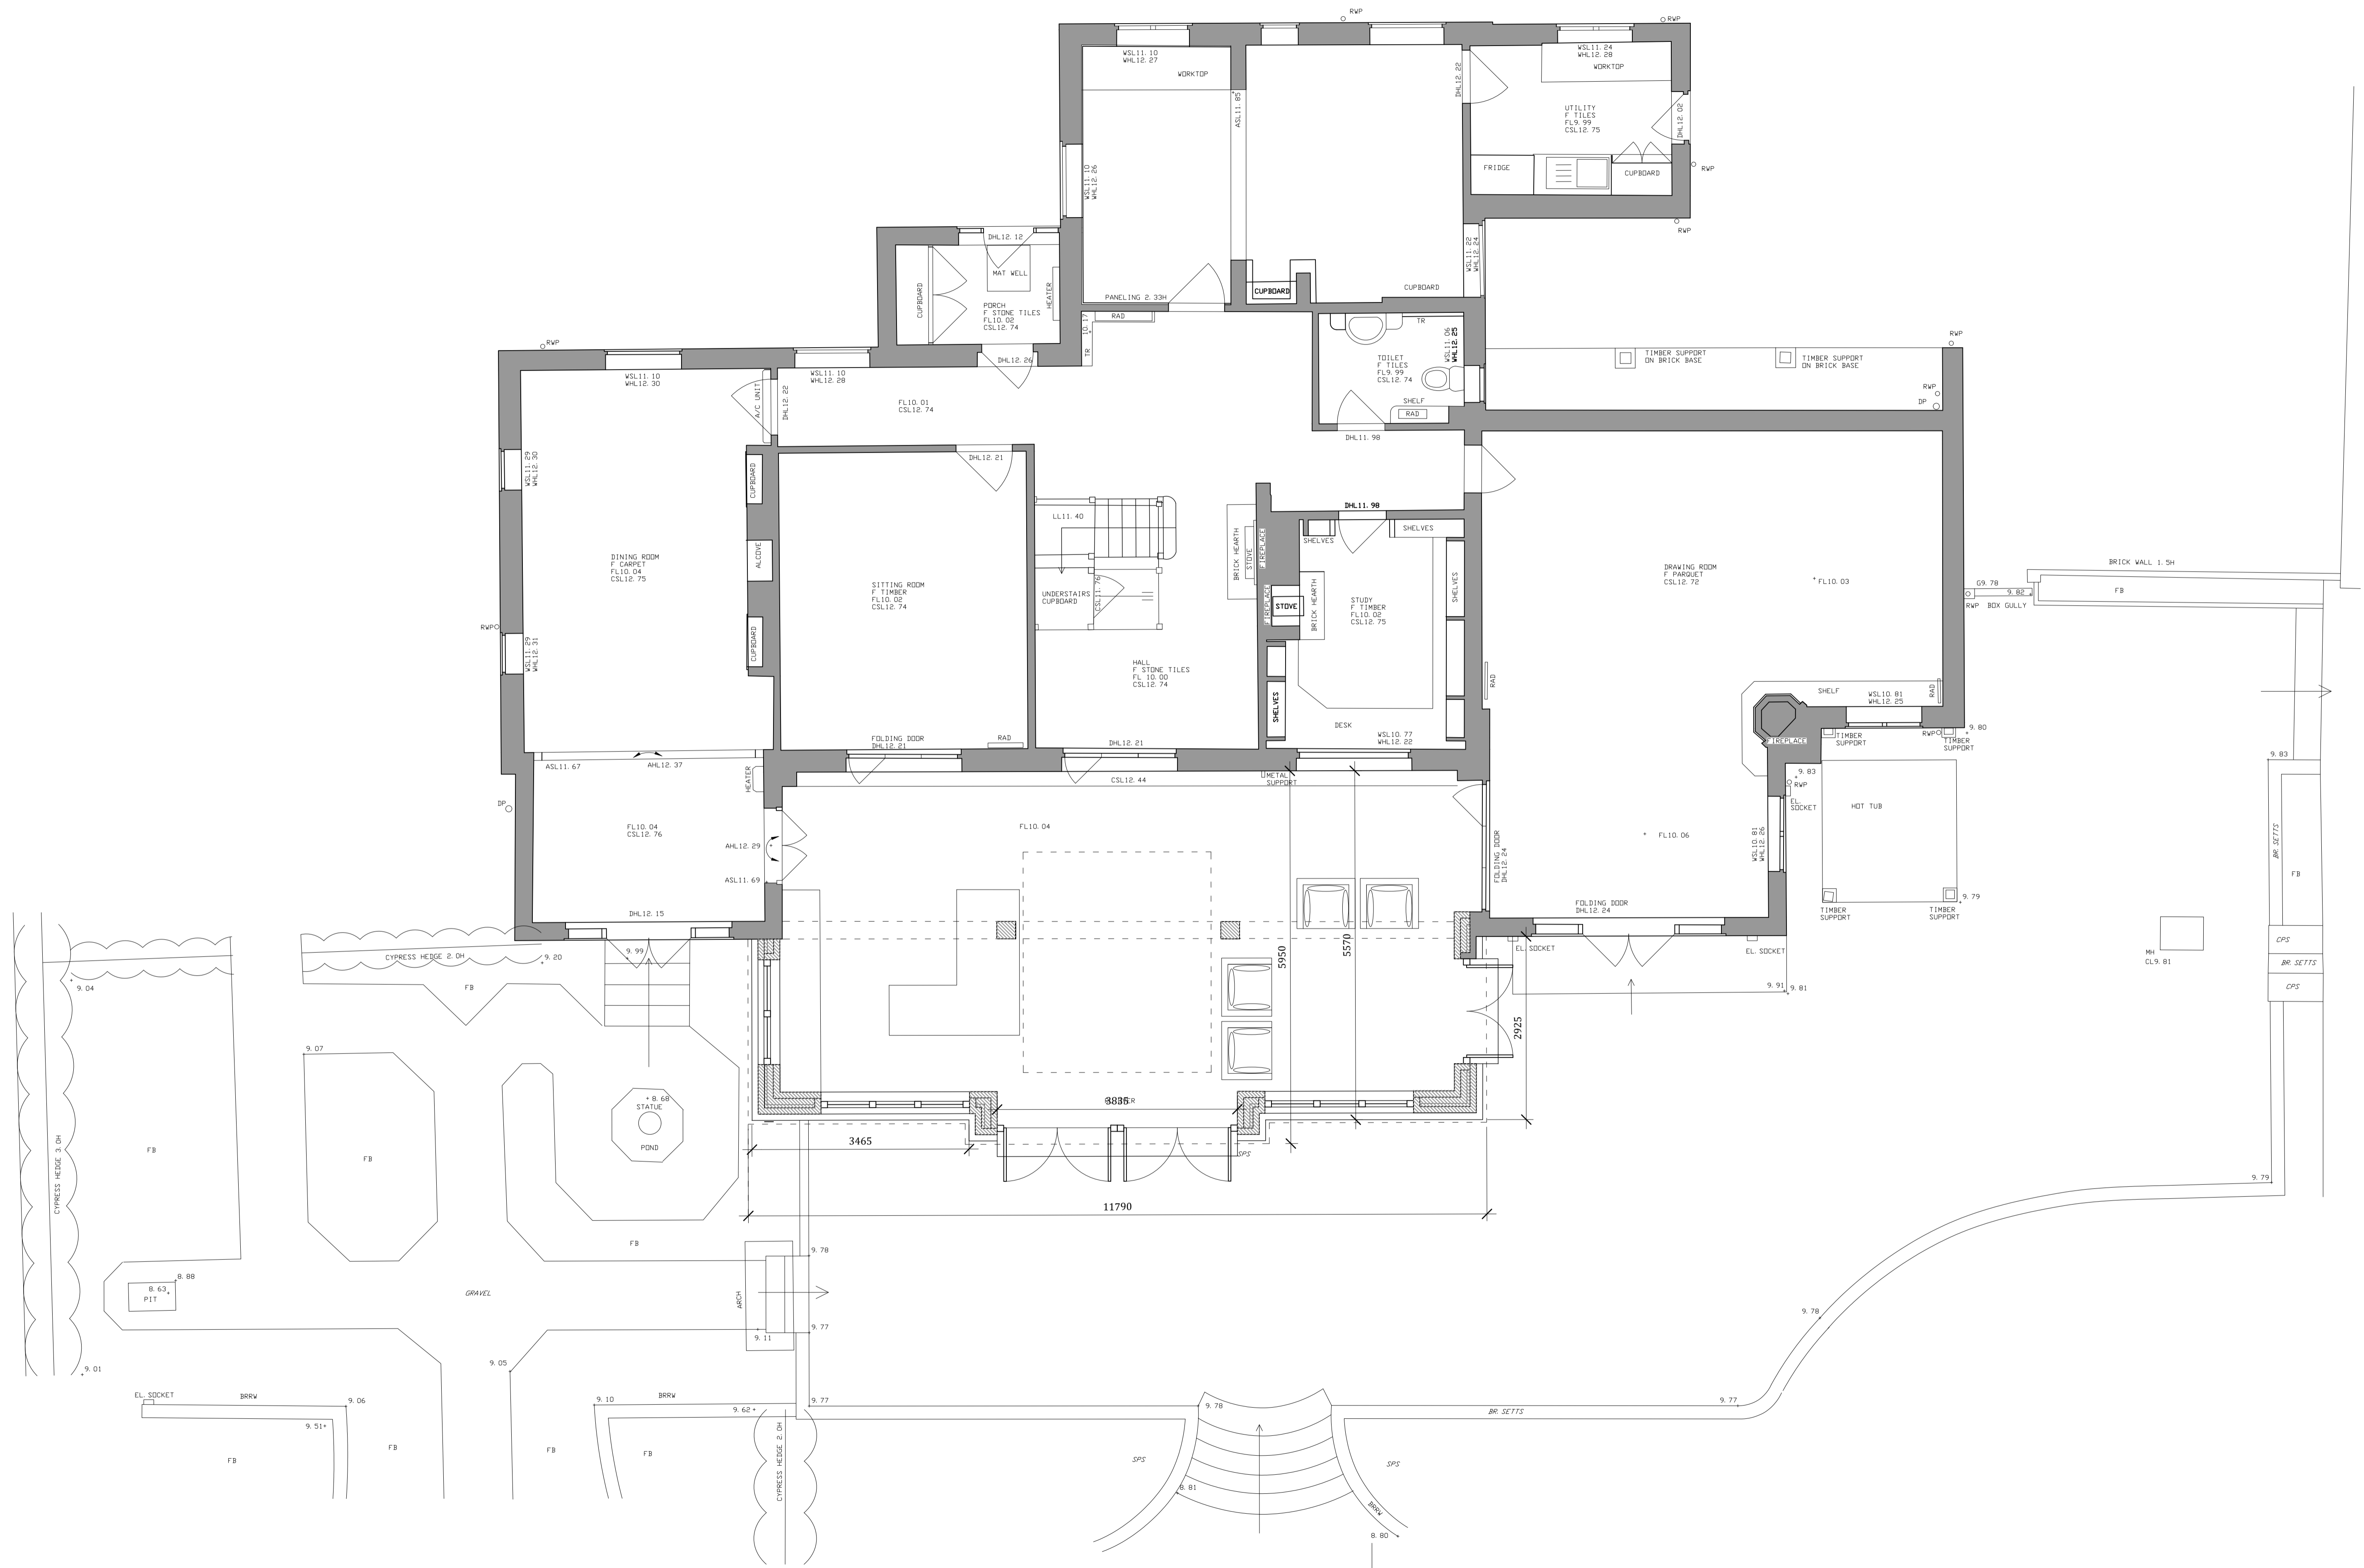 RWP
RWP
WSL11. 10
WHL12. 27
WORKTOP
WSL11. 24
WHL12. 28
WORKTOP
DHL12. 22
ASL11. 85
UTILITY
F TILES
FL9. 99
CSL12. 75
DHL12. 02
FRIDGE
CUPBOARD
RWP
WSL11. 10
WHL12. 26
RWP
DHL12. 12
MAT WELL
CUPBOARD
HEATER
PORCH
F STONE TILES
FL10. 02
CSL12. 74
PANELING 2. 33H
CUPBOARD
CUPBOARD
WSL11. 22
WHL12. 24
RAD
10. 17
TR
TR
DHL12. 26
TOILET
F TILES
FL9. 99
CSL12. 74
WSL11. 06
WHL12. 25
SHELF
RAD
TIMBER SUPPORT
ON BRICK BASE
TIMBER SUPPORT
ON BRICK BASE
RWP
RWP
DP
RWP
WSL11. 10
WHL12. 30
WSL11. 10
WHL12. 28
A/C UNIT
DHL12. 22
FL10. 01
CSL12. 74
DHL11. 98
DHL12. 21
WSL11. 29
WHL12. 30
CUPBOARD
LL11. 40
DHL11. 98
SHELVES
SHELVES
DINING ROOM
F CARPET
FL10. 04
CSL12. 75
ALCOVE
SITTING ROOM
F TIMBER
FL10. 02
CSL12. 74
UNDERSTAIRS
CUPBOARD
CSL11. 76
BRICK HEARTH
STOVE
FIREPLACE
FIREPLACE
STOVE
BRICK HEARTH
STUDY
F TIMBER
FL10. 02
CSL12. 75
SHELVES
DRAWING ROOM
F PARQUET
CSL12. 72
FL10. 03
BRICK WALL 1. 5H
G9. 78
9. 82
FB
RWP
BOX GULLY
RWP
WSL11. 29
WHL12. 31
CUPBOARD
HALL
F STONE TILES
FL 10. 00
CSL12. 74
SHELVES
DESK
WSL10. 77
WHL12. 22
RAD
SHELF
WSL10. 81
WHL12. 25
RAD
FIREPLACE
TIMBER
SUPPORT
RWP
9. 80
TIMBER
SUPPORT
FOLDING DOOR
DHL12. 21
RAD
DHL12. 21
ASL11. 67
AHL12. 37
HEATER
CSL12. 44
METAL
SUPPORT
9. 83
RWP
EL.
SOCKET
HOT TUB
9. 83
DP
FL10. 04
CSL12. 76
FL10. 04
AHL12. 29
ASL11. 69
FOLDING DOOR
DHL12. 24
FL10. 06
WSL10. 81
WHL12. 26
BR. SETTS
FB
DHL12. 15
FOLDING DOOR
DHL12. 24
TIMBER
SUPPORT
TIMBER
SUPPORT
9. 79
CYPRESS HEDGE 2. 0H
9. 20
9. 99
5950
5570
EL. SOCKET
EL. SOCKET
MH
CL9. 81
CPS
BR. SETTS
CPS
9. 04
FB
9. 91
9. 81
2925
9. 07
8. 68
STATUE
POND
3835
3465
SPS
CYPRESS HEDGE 3. 0H
FB
FB
11790
9. 79
FB
9. 78
8. 88
8. 63
PIT
GRAVEL
ARCH
9. 78
9. 11
9. 77
9. 05
9. 01
EL. SOCKET
BRRW
9. 06
9. 10
BRRW
9. 62
9. 77
9. 78
BR. SETTS
9. 77
9. 51
FB
FB
FB
FB
CYPRESS HEDGE 2. 0H
SPS
SPS
8. 81
BRRW
8. 80